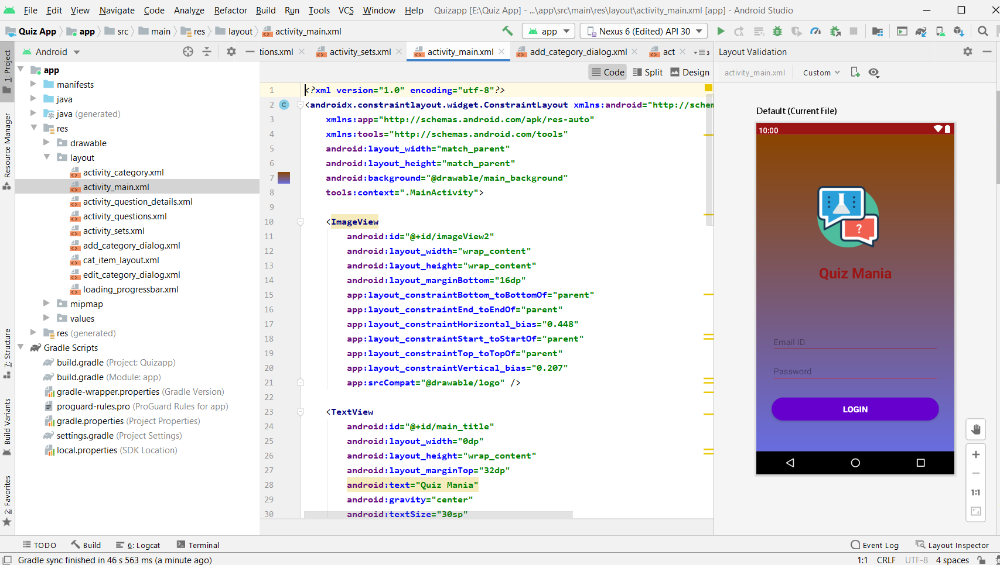 File Edit View Navigate Code Analyze Refactor Build Run Tools VCS Window Help Quizapp [E:\Quiz App] - ...\app\src\main\res\layout\activity_main.xml [app] - Android Studio
Quiz App app src main res layout activity_main.xml app Nexus 6 (Edited) API 30
1: Project
Resource Manager
7: Structure
Build Variants
2: Favorites
Android
app
manifests
java
java (generated)
res
drawable
layout
activity_category.xml
activity_main.xml
activity_question_details.xml
activity_questions.xml
activity_sets.xml
add_category_dialog.xml
cat_item_layout.xml
edit_category_dialog.xml
loading_progressbar.xml
mipmap
values
res (generated)
Gradle Scripts
build.gradle (Project: Quizapp)
build.gradle (Module: app)
gradle-wrapper.properties (Gradle Version)
proguard-rules.pro (ProGuard Rules for app)
gradle.properties (Project Properties)
settings.gradle (Project Settings)
local.properties (SDK Location)
tions.xml activity_sets.xml activity_main.xml add_category_dialog.xml act 3
Code Split Design
1 <?xml version="1.0" encoding="utf-8"?>
2 C <androidx.constraintlayout.widget.ConstraintLayout xmlns:android="http://schem
3 xmlns:app="http://schemas.android.com/apk/res-auto"
4 xmlns:tools="http://schemas.android.com/tools"
5 android:layout_width="match_parent"
6 android:layout_height="match_parent"
7 android:background="@drawable/main_background"
8 tools:context=".MainActivity">
9
10 <ImageView
11 android:id="@+id/imageView2"
12 android:layout_width="wrap_content"
13 android:layout_height="wrap_content"
14 android:layout_marginBottom="16dp"
15 app:layout_constraintBottom_toBottomOf="parent"
16 app:layout_constraintEnd_toEndOf="parent"
17 app:layout_constraintHorizontal_bias="0.448"
18 app:layout_constraintStart_toStartOf="parent"
19 app:layout_constraintTop_toTopOf="parent"
20 app:layout_constraintVertical_bias="0.207"
21 app:srcCompat="@drawable/logo" />
22
23 <TextView
24 android:id="@+id/main_title"
25 android:layout_width="0dp"
26 android:layout_height="wrap_content"
27 android:layout_marginTop="32dp"
28 android:text="Quiz Mania"
29 android:gravity="center"
30 android:textSize="30sp"
Layout Validation
activity_main.xml Custom
Default (Current File)
10:00
?
Quiz Mania
Email ID
Password
LOGIN
1:1
TODO Build 6: Logcat Terminal Event Log Layout Inspector
Gradle sync finished in 46 s 563 ms (a minute ago) 1:1 CRLF UTF-8 4 spaces